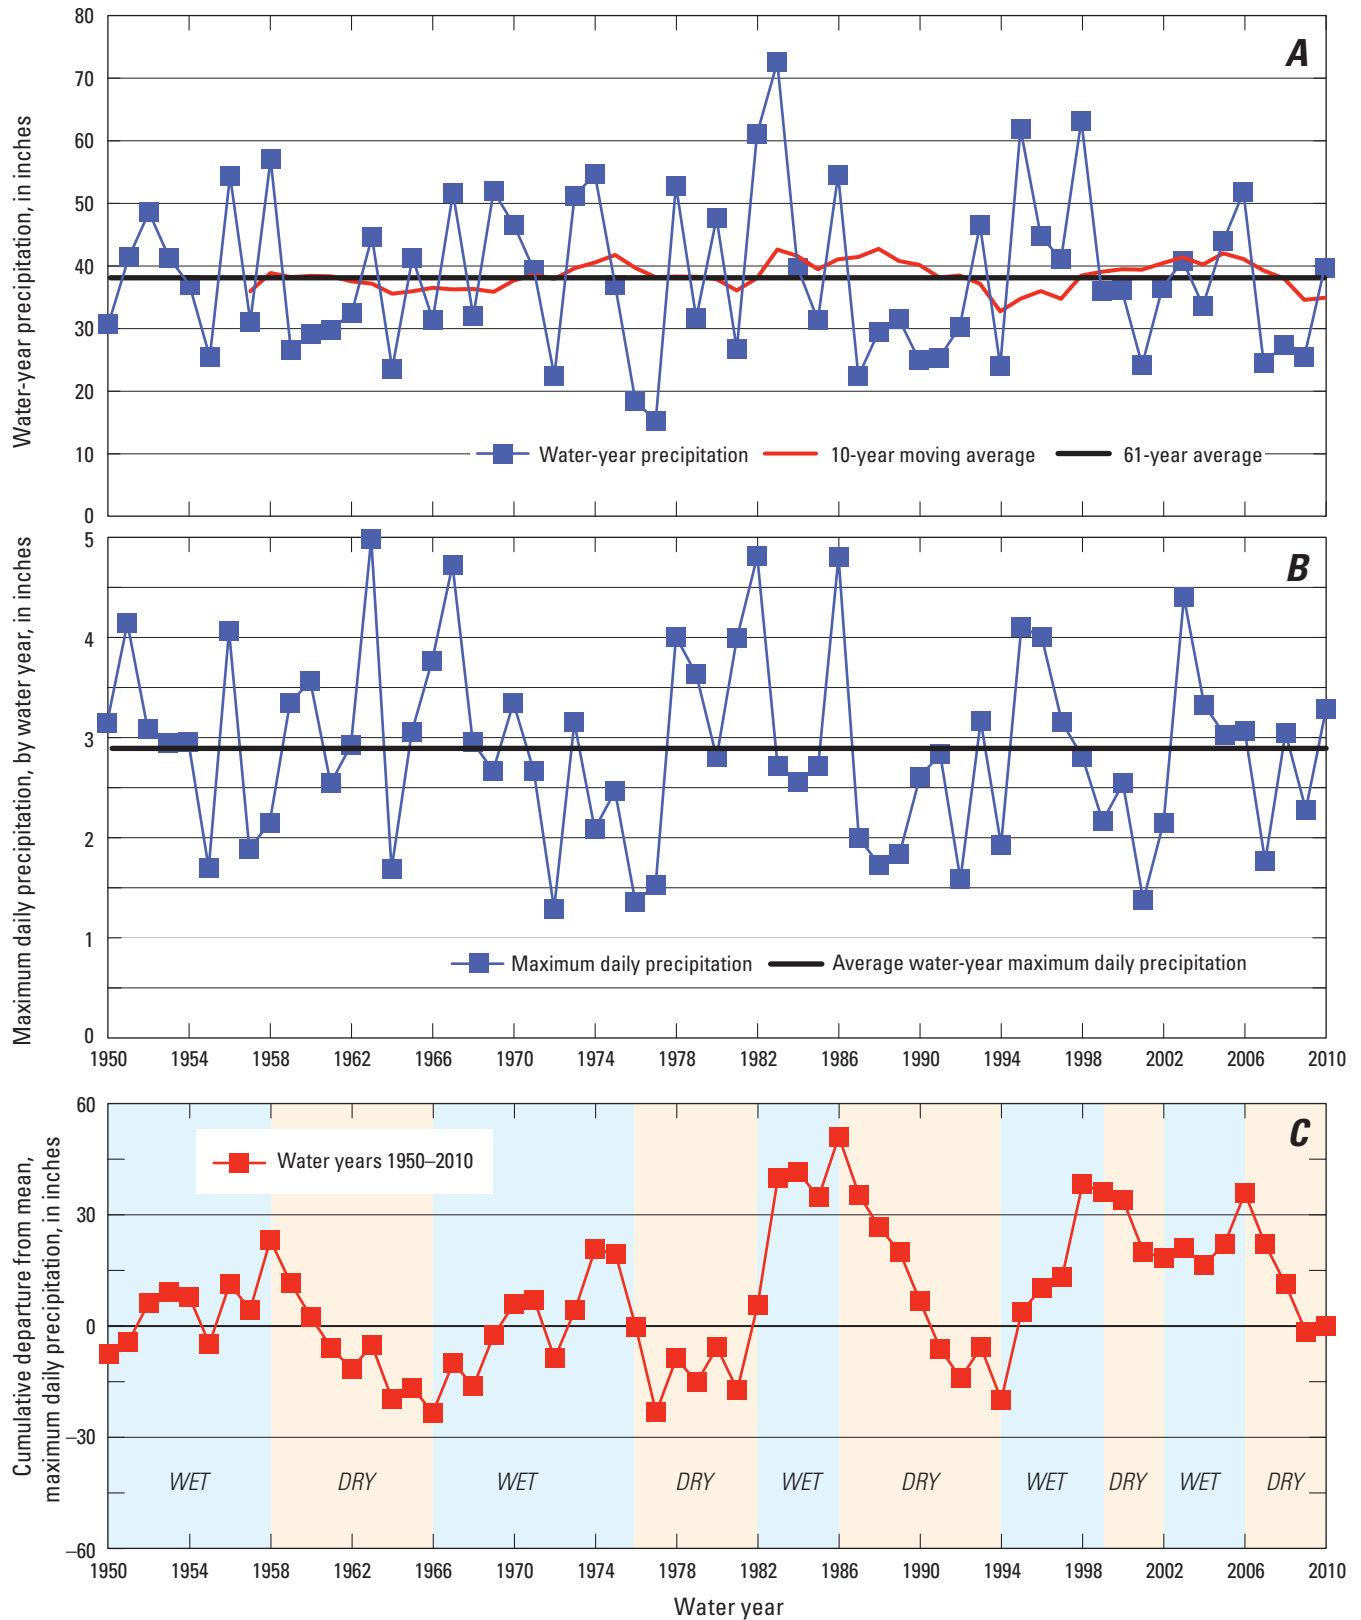 80
70
60
50
40
30
20
10
0
Water-year precipitation, in inches
A
Water-year precipitation
10-year moving average
61-year average
5
4
3
2
1
0
Maximum daily precipitation, by water year, in inches
B
Maximum daily precipitation
Average water-year maximum daily precipitation
1950 1954 1958 1962 1966 1970 1974 1978 1982 1986 1990 1994 1998 2002 2006 2010
60
30
0
–30
–60
Cumulative departure from mean,
maximum daily precipitation, in inches
C
Water years 1950–2010
WET DRY WET DRY WET DRY WET DRY WET DRY
1950 1954 1958 1962 1966 1970 1974 1978 1982 1986 1990 1994 1998 2002 2006 2010
Water year